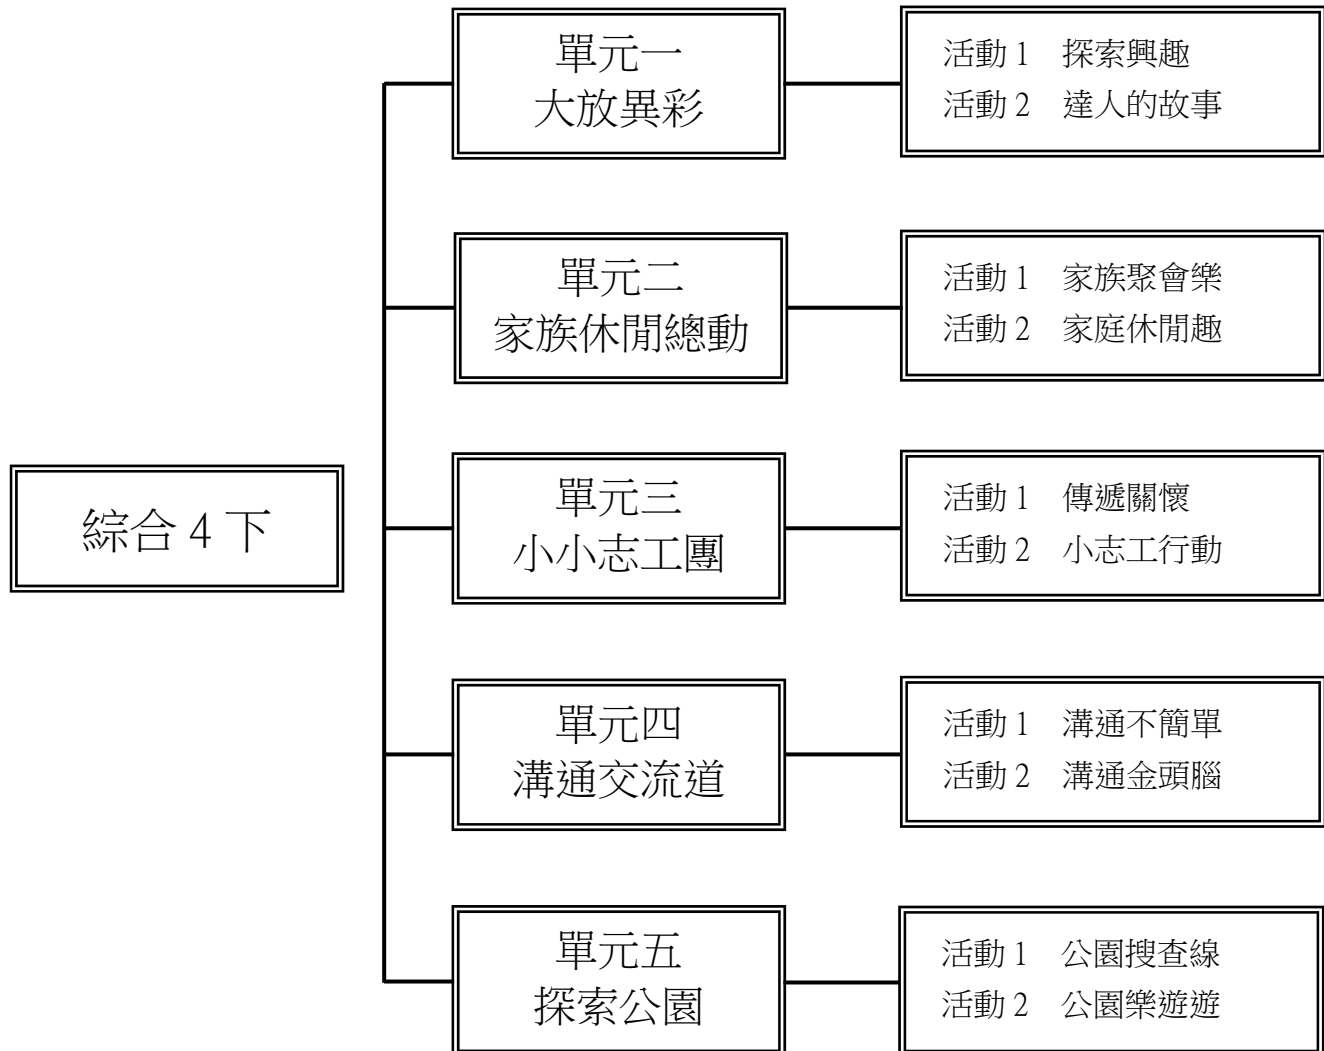 綜合 4 下
單元一
大放異彩
活動 1　探索興趣
活動 2　達人的故事
單元二
家族休閒總動
活動 1　家族聚會樂
活動 2　家庭休閒趣
單元三
小小志工團
活動 1　傳遞關懷
活動 2　小志工行動
單元四
溝通交流道
活動 1　溝通不簡單
活動 2　溝通金頭腦
單元五
探索公園
活動 1　公園搜查線
活動 2　公園樂遊遊